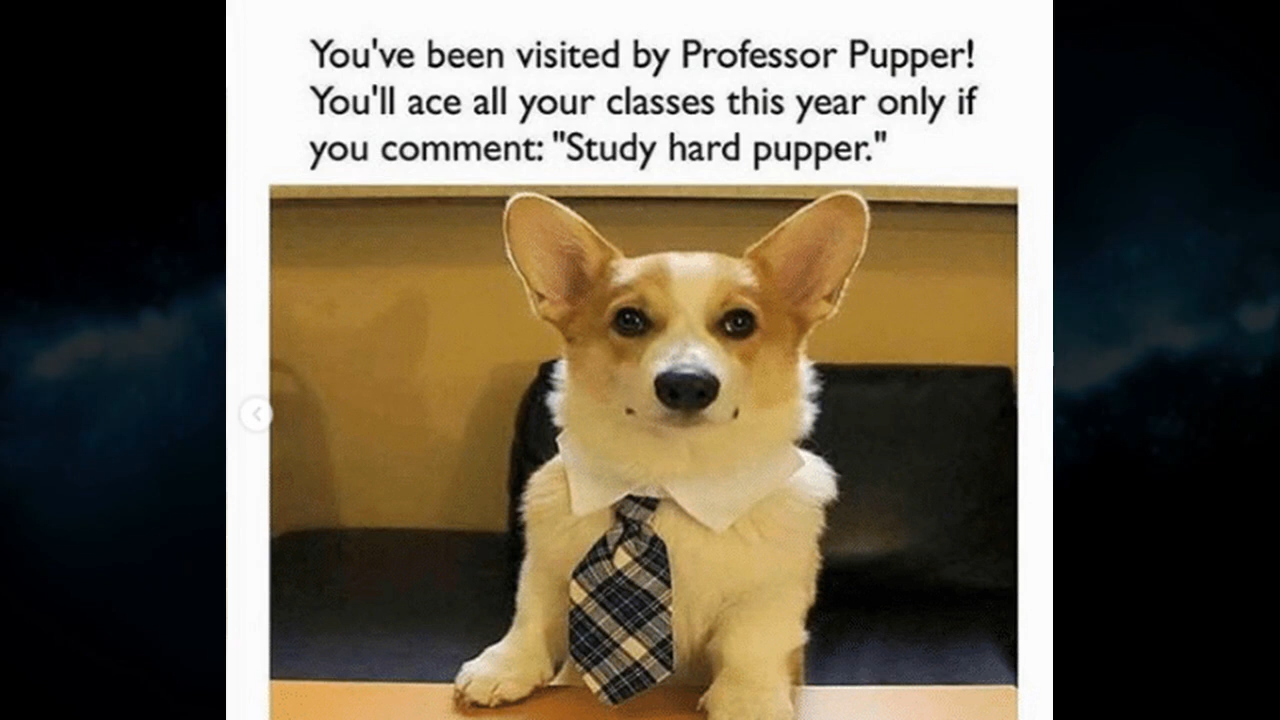 You've been visited by Professor Pupper!
You'll ace all your classes this year only if
you comment: "Study hard pupper."